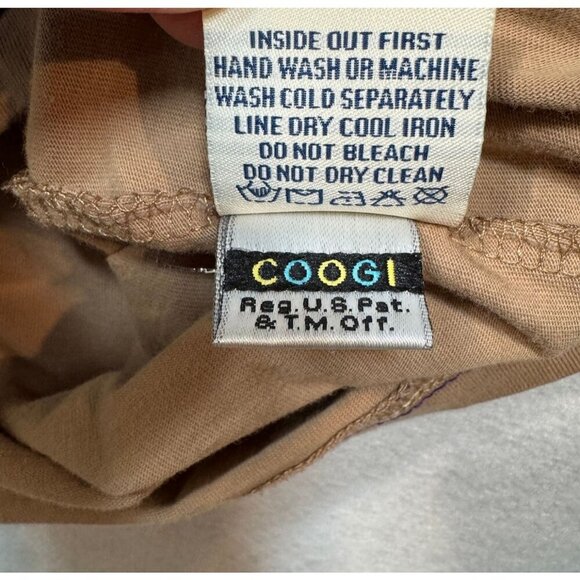 INSIDE OUT FIRST
HAND WASH OR MACHINE
WASH COLD SEPARATELY
LINE DRY COOL IRON
DO NOT BLEACH
DO NOT DRY CLEAN
COOGI
Reg. U.S. Pat.
& T.M. Off.